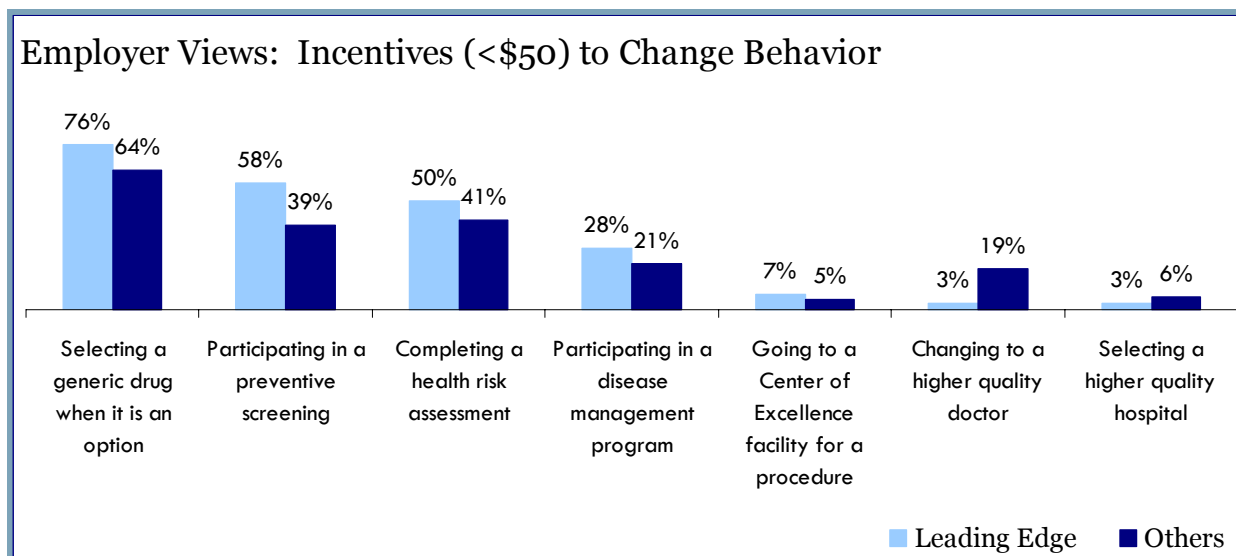 Employer Views: Incentives (<$50) to Change Behavior
76%
64%
58%
39%
50%
41%
28%
21%
7%
5%
3%
19%
3%
6%
Selecting a
generic drug
when it is an
option
Participating in a
preventive
screening
Completing a
health risk
assessment
Participating in a
disease
management
program
Going to a
Center of
Excellence
facility for a
procedure
Changing to a
higher quality
doctor
Selecting a
higher quality
hospital
Leading Edge
Others